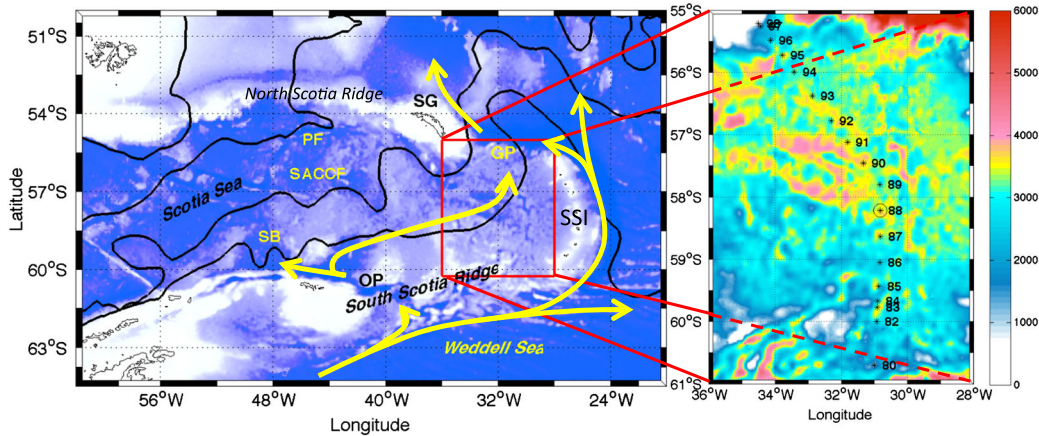 51°S
54°S
57°S
60°S
63°S
Latitude
56°W
48°W
40°W
32°W
24°W
Longitude
North Scotia Ridge
SG
PF
GP
SACCF
Scotia Sea
SSI
SB
OP
South Scotia Ridge
Weddell Sea
55°S
56°S
57°S
58°S
59°S
60°S
61°S
36°W
34°W
32°W
30°W
28°W
Longitude
96
95
94
93
92
91
90
89
88
87
86
85
84
83
82
80
6000
5000
4000
3000
2000
1000
0